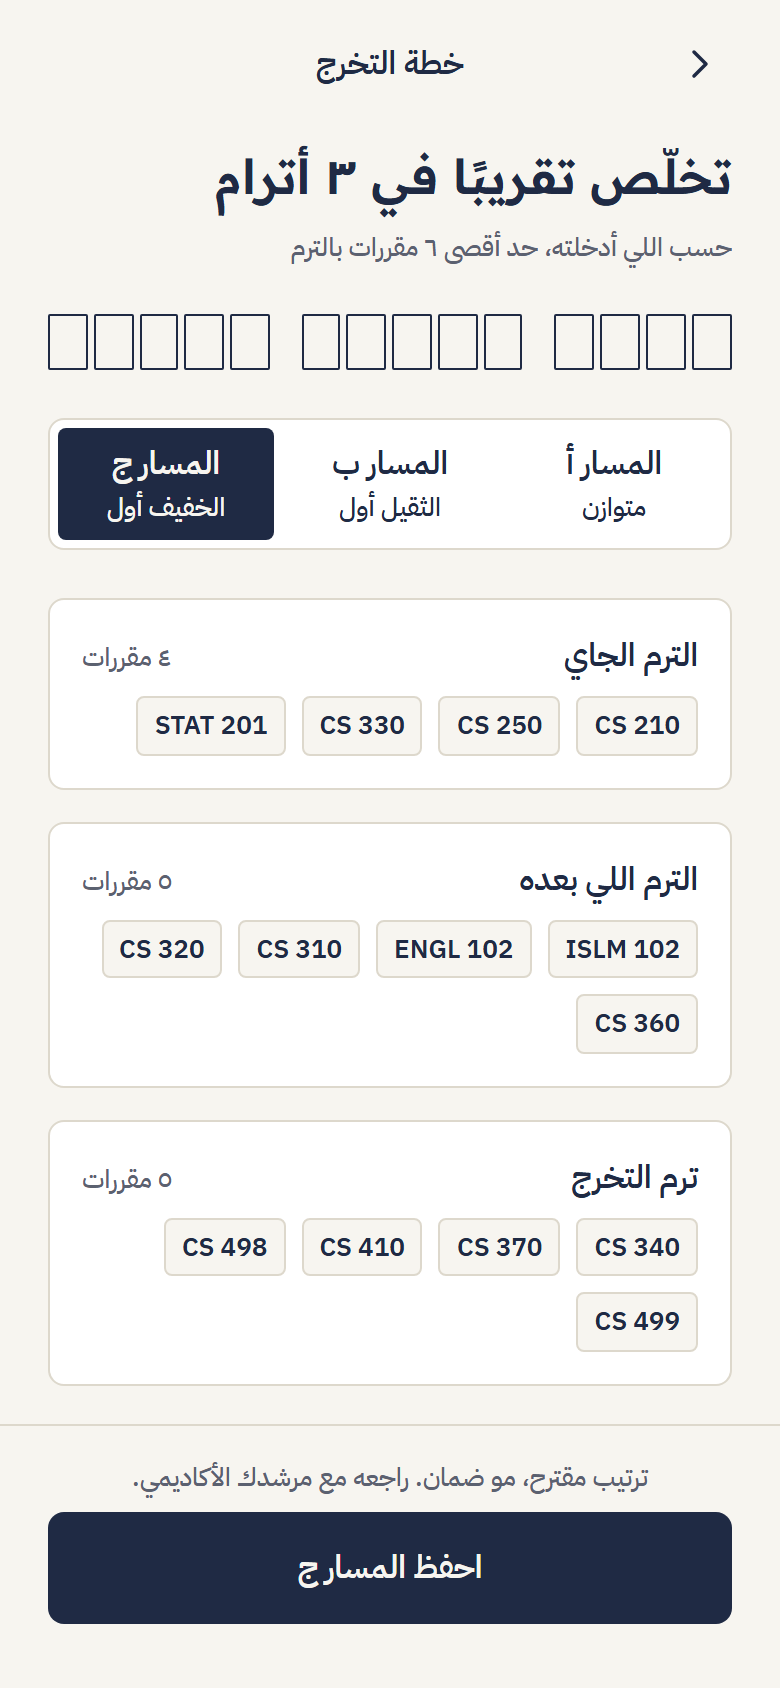 خطة التخرج
تخلّص تقريبًا في ٣ أترام
حسب اللي أدخلته، حد أقصى ٦ مقررات بالترم
المسار أ
متوازن
المسار ب
الثقيل أول
المسار ج
الخفيف أول
الترم الجاي
٤ مقررات
CS 210
CS 250
CS 330
STAT 201
الترم اللي بعده
٥ مقررات
ISLM 102
ENGL 102
CS 310
CS 320
CS 360
ترم التخرج
٥ مقررات
CS 340
CS 370
CS 410
CS 498
CS 499
ترتيب مقترح، مو ضمان. راجعه مع مرشدك الأكاديمي.
احفظ المسار ج